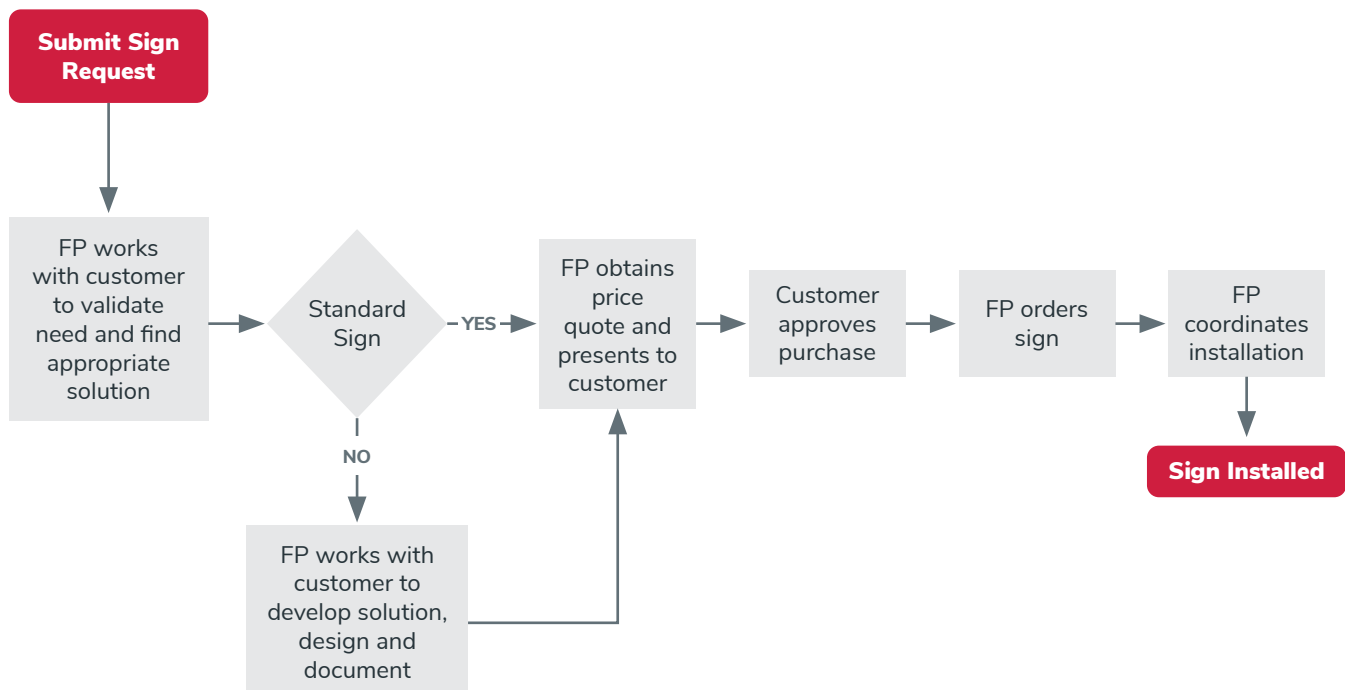 Submit Sign
Request
FP works
with customer
to validate
need and find
appropriate
solution
Standard
Sign
YES
NO
FP works with
customer to
develop solution,
design and
document
FP obtains
price
quote and
presents to
customer
Customer
approves
purchase
FP orders
sign
FP
coordinates
installation
Sign Installed